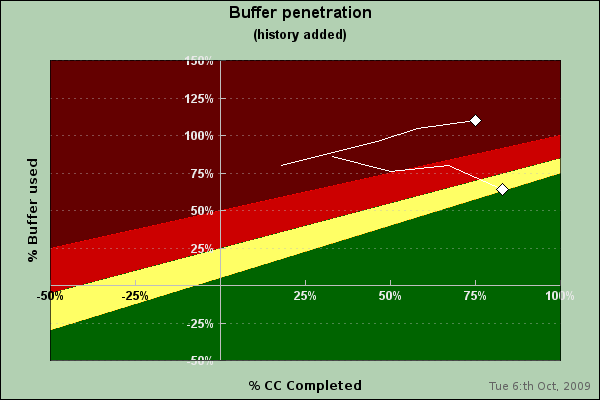 Buffer penetration
(history added)
150%
125%
100%
75%
50%
25%
-50% -25% 25% 50% 75% 100%
-25%
-50%
% Buffer used
% CC Completed
Tue 6:th Oct, 2009